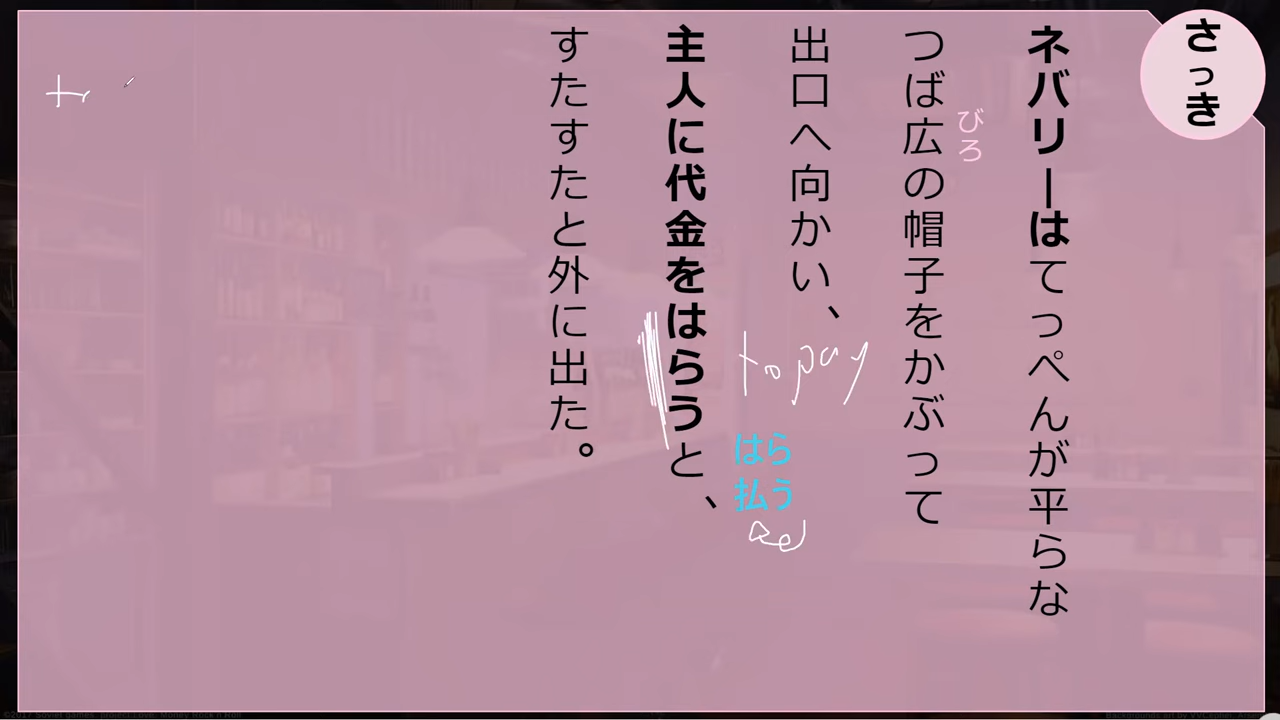 さっき
ネバリーはてっぺんが平らな
つば広の帽子をかぶって
びろ
出口へ向かい、
主人に代金をはらうと、
to pay
はら
払う
すたすたと外に出た。